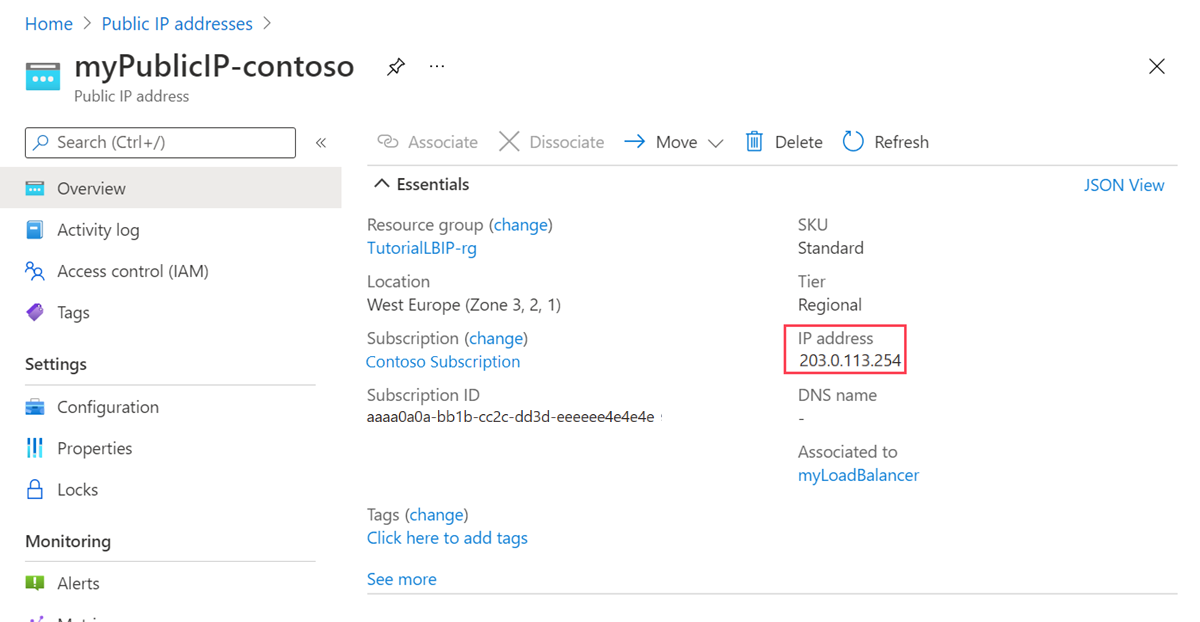 Home > Public IP addresses >
myPublicIP-contoso ...
Public IP address
Search (Ctrl+/) «
Associate Dissociate Move Delete Refresh
Overview
Activity log
Access control (IAM)
Tags
Settings
Configuration
Properties
Locks
Monitoring
Alerts
Essentials JSON View
Resource group (change)
TutorialLBIP-rg
Location
West Europe (Zone 3, 2, 1)
Subscription (change)
Contoso Subscription
Subscription ID
aaaa0a0a-bb1b-cc2c-dd3d-eeeeee4e4e4e
SKU
Standard
Tier
Regional
IP address
203.0.113.254
DNS name
-
Associated to
myLoadBalancer
Tags (change)
Click here to add tags
See more